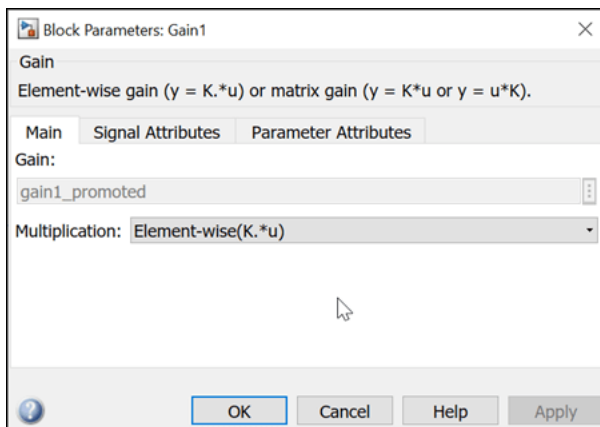 Block Parameters: Gain1
Gain
Element-wise gain (y = K.*u) or matrix gain (y = K*u or y = u*K).
Main Signal Attributes Parameter Attributes
Gain:
gain1_promoted
Multiplication: Element-wise(K.*u)
? OK Cancel Help Apply